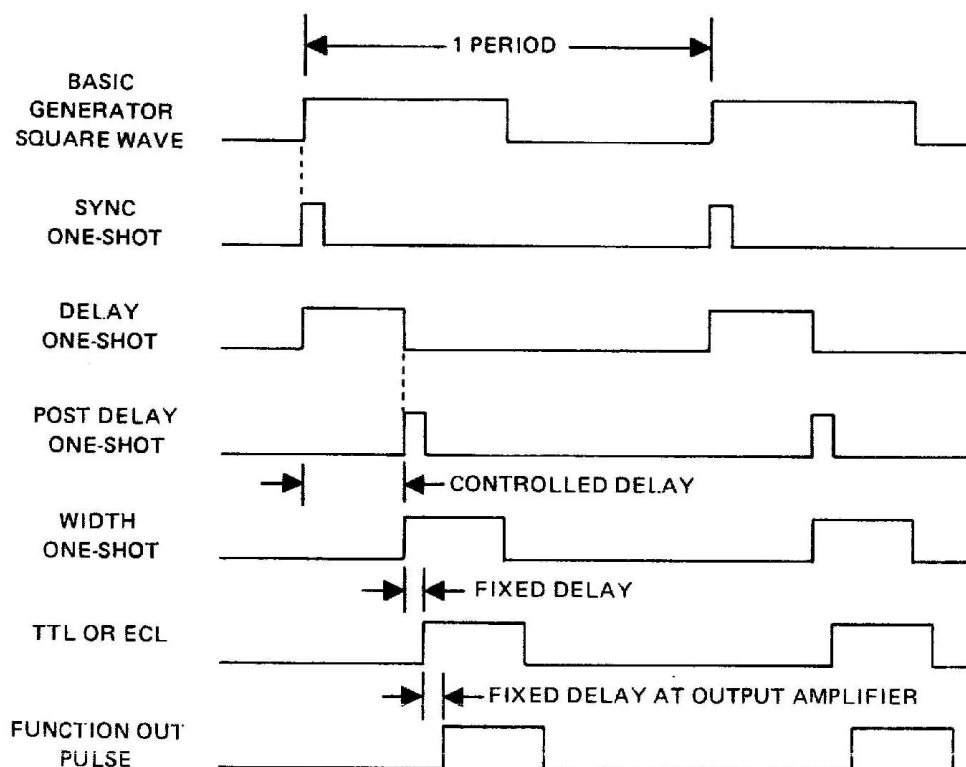 1 PERIOD
BASIC
GENERATOR
SQUARE WAVE
SYNC
ONE-SHOT
DELAY
ONE-SHOT
POST DELAY
ONE-SHOT
CONTROLLED DELAY
WIDTH
ONE-SHOT
FIXED DELAY
TTL OR ECL
FIXED DELAY AT OUTPUT AMPLIFIER
FUNCTION OUT
PULSE